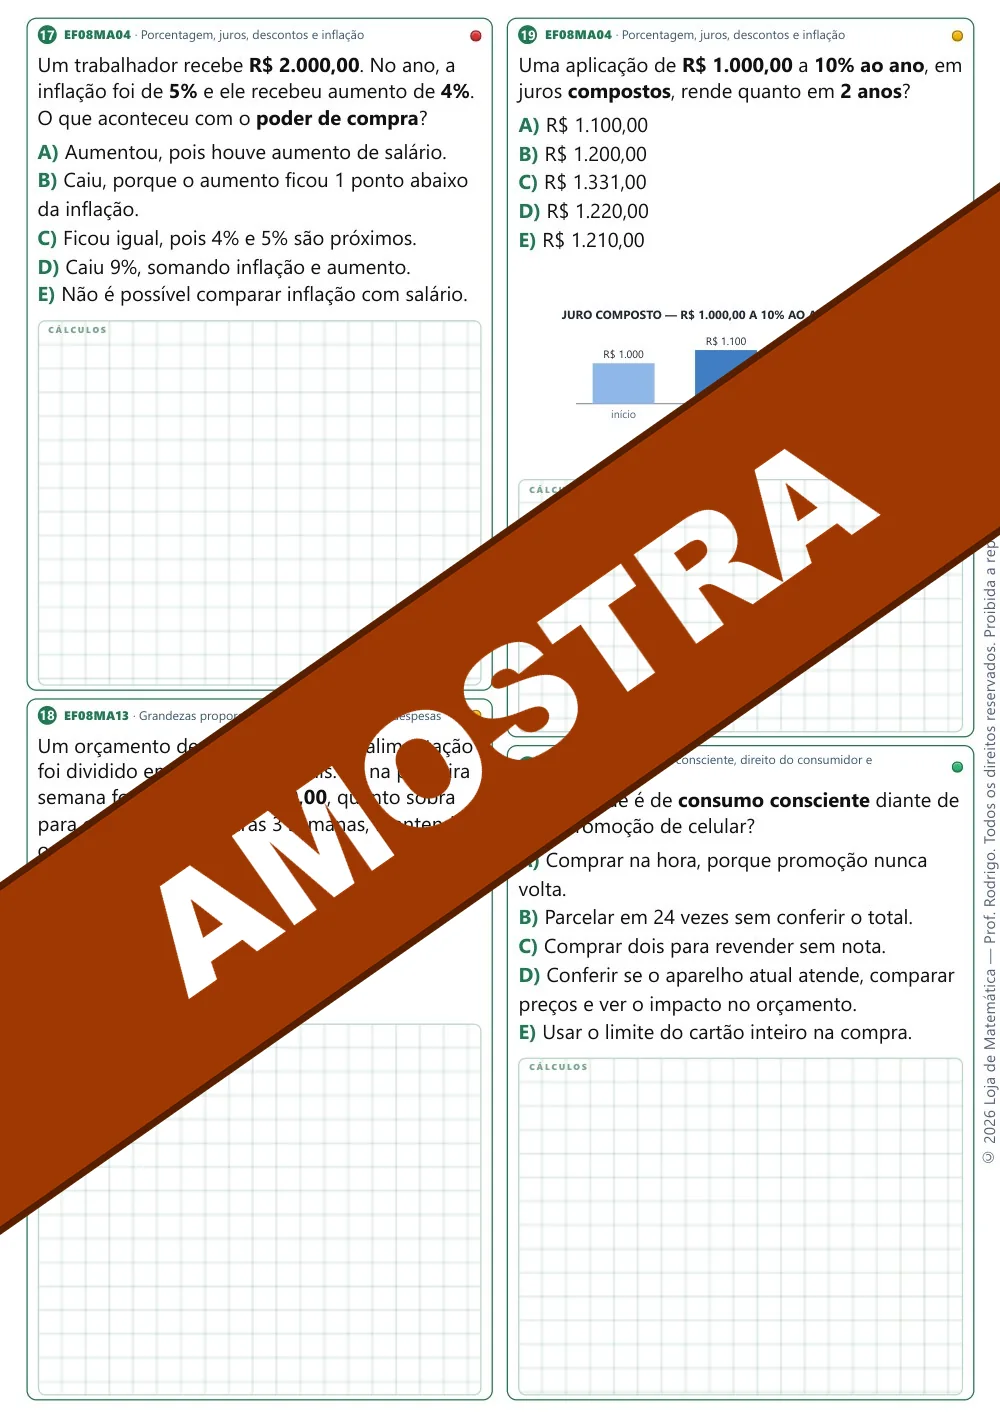 17 EF08MA04 · Porcentagem, juros, descontos e inflação
Um trabalhador recebe R$ 2.000,00. No ano, a
inflação foi de 5% e ele recebeu aumento de 4%.
O que aconteceu com o poder de compra?
A) Aumentou, pois houve aumento de salário.
B) Caiu, porque o aumento ficou 1 ponto abaixo
da inflação.
C) Ficou igual, pois 4% e 5% são próximos.
D) Caiu 9%, somando inflação e aumento.
E) Não é possível comparar inflação com salário.
CÁLCULOS
18 EF08MA13 · Grandezas
Um orçamento
foi dividido
semana
para 3
19 EF08MA04 · Porcentagem, juros, descontos e inflação
Uma aplicação de R$ 1.000,00 a 10% ao ano, em
juros compostos, rende quanto em 2 anos?
A) R$ 1.100,00
B) R$ 1.200,00
C) R$ 1.331,00
D) R$ 1.220,00
E) R$ 1.210,00
JURO COMPOSTO — R$ 1.000,00 A 10% AO
R$ 1.000
R$ 1.100
início
consciente, direito do consumidor e
é de consumo consciente diante de
promoção de celular?
Comprar na hora, porque promoção nunca
volta.
B) Parcelar em 24 vezes sem conferir o total.
C) Comprar dois para revender sem nota.
D) Conferir se o aparelho atual atende, comparar
preços e ver o impacto no orçamento.
E) Usar o limite do cartão inteiro na compra.
CÁLCULOS
AMOSTRA
© 2026 Loja de Matemática — Prof. Rodrigo. Todos os direitos reservados. Proibida a